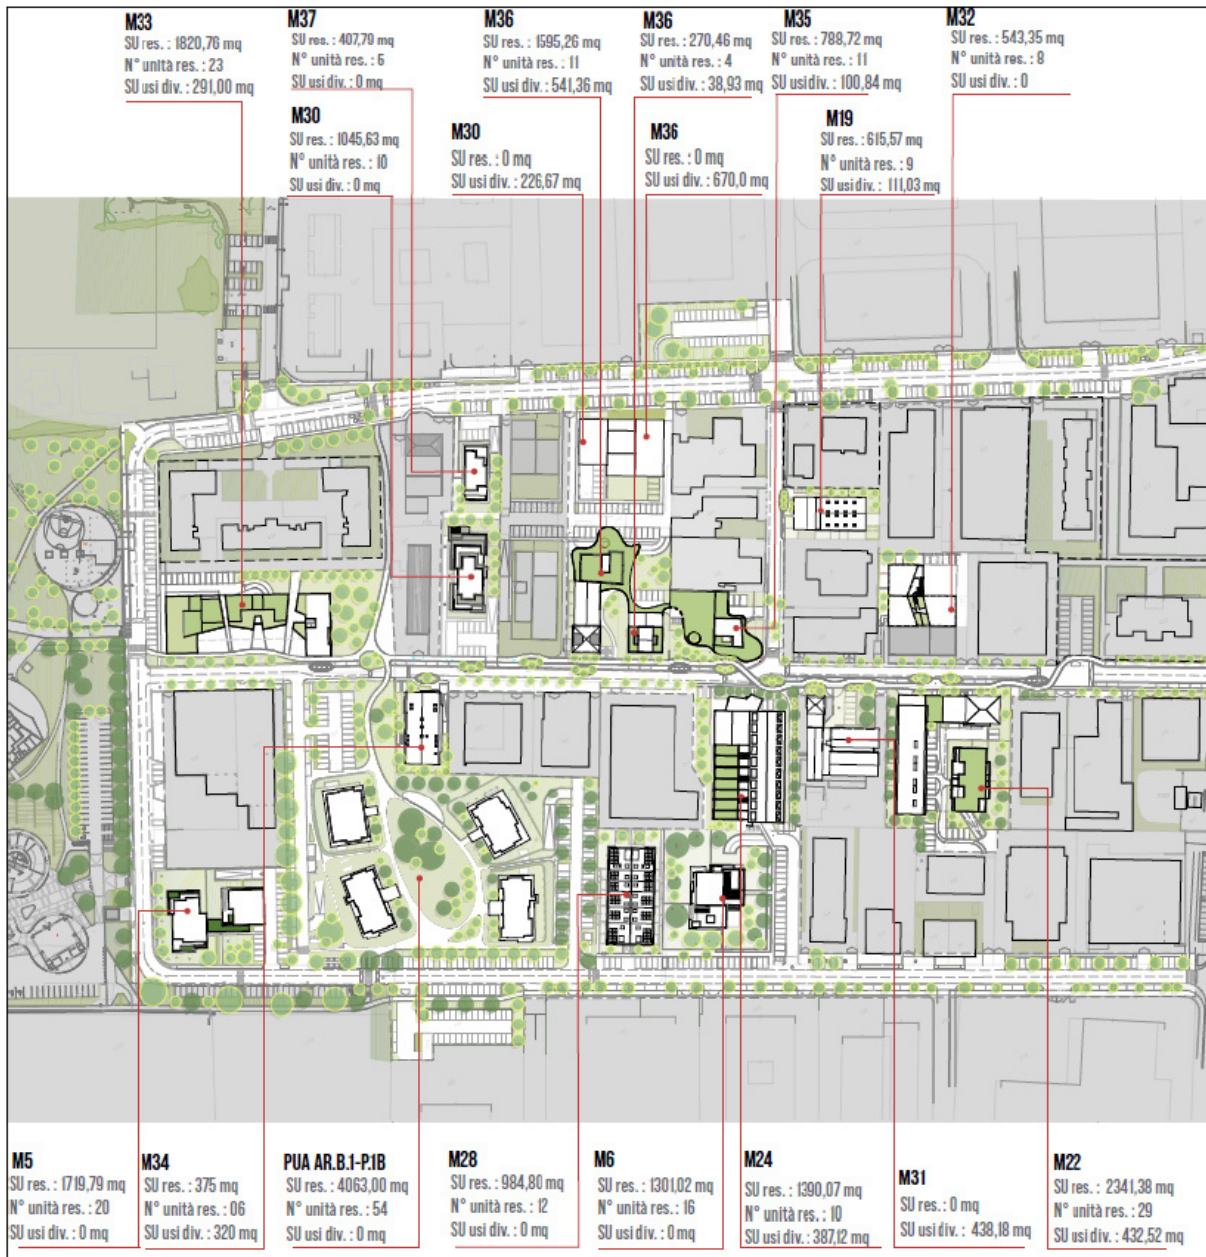 M33
SU res. : 1820,76 mq
N° unità res. : 23
SU usi div. : 291,00 mq
M37
SU res. : 407,79 mq
N° unità res. : 6
SU usi div. : 0 mq
M36
SU res. : 1595,26 mq
N° unità res. : 11
SU usi div. : 541,36 mq
M36
SU res. : 270,46 mq
N° unità res. : 4
SU usi div. : 38,93 mq
M35
SU res. : 788,72 mq
N° unità res. : 11
SU usi div. : 100,84 mq
M32
SU res. : 543,35 mq
N° unità res. : 8
SU usi div. : 0
M30
SU res. : 1045,63 mq
N° unità res. : 10
SU usi div. : 0 mq
M30
SU res. : 0 mq
SU usi div. : 226,67 mq
M36
SU res. : 0 mq
SU usi div. : 670,0 mq
M19
SU res. : 615,57 mq
N° unità res. : 9
SU usi div. : 111,03 mq
M5
SU res. : 1719,79 mq
N° unità res. : 20
SU usi div. : 0 mq
M34
SU res. : 375 mq
N° unità res. : 06
SU usi div. : 320 mq
PUA AR.B.1-P.1B
SU res. : 4063,00 mq
N° unità res. : 54
SU usi div. : 0 mq
M28
SU res. : 984,80 mq
N° unità res. : 12
SU usi div. : 0 mq
M6
SU res. : 1301,02 mq
N° unità res. : 16
SU usi div. : 0 mq
M24
SU res. : 1390,07 mq
N° unità res. : 10
SU usi div. : 387,12 mq
M31
SU res. : 0 mq
SU usi div. : 438,18 mq
M22
SU res. : 2341,38 mq
N° unità res. : 29
SU usi div. : 432,52 mq